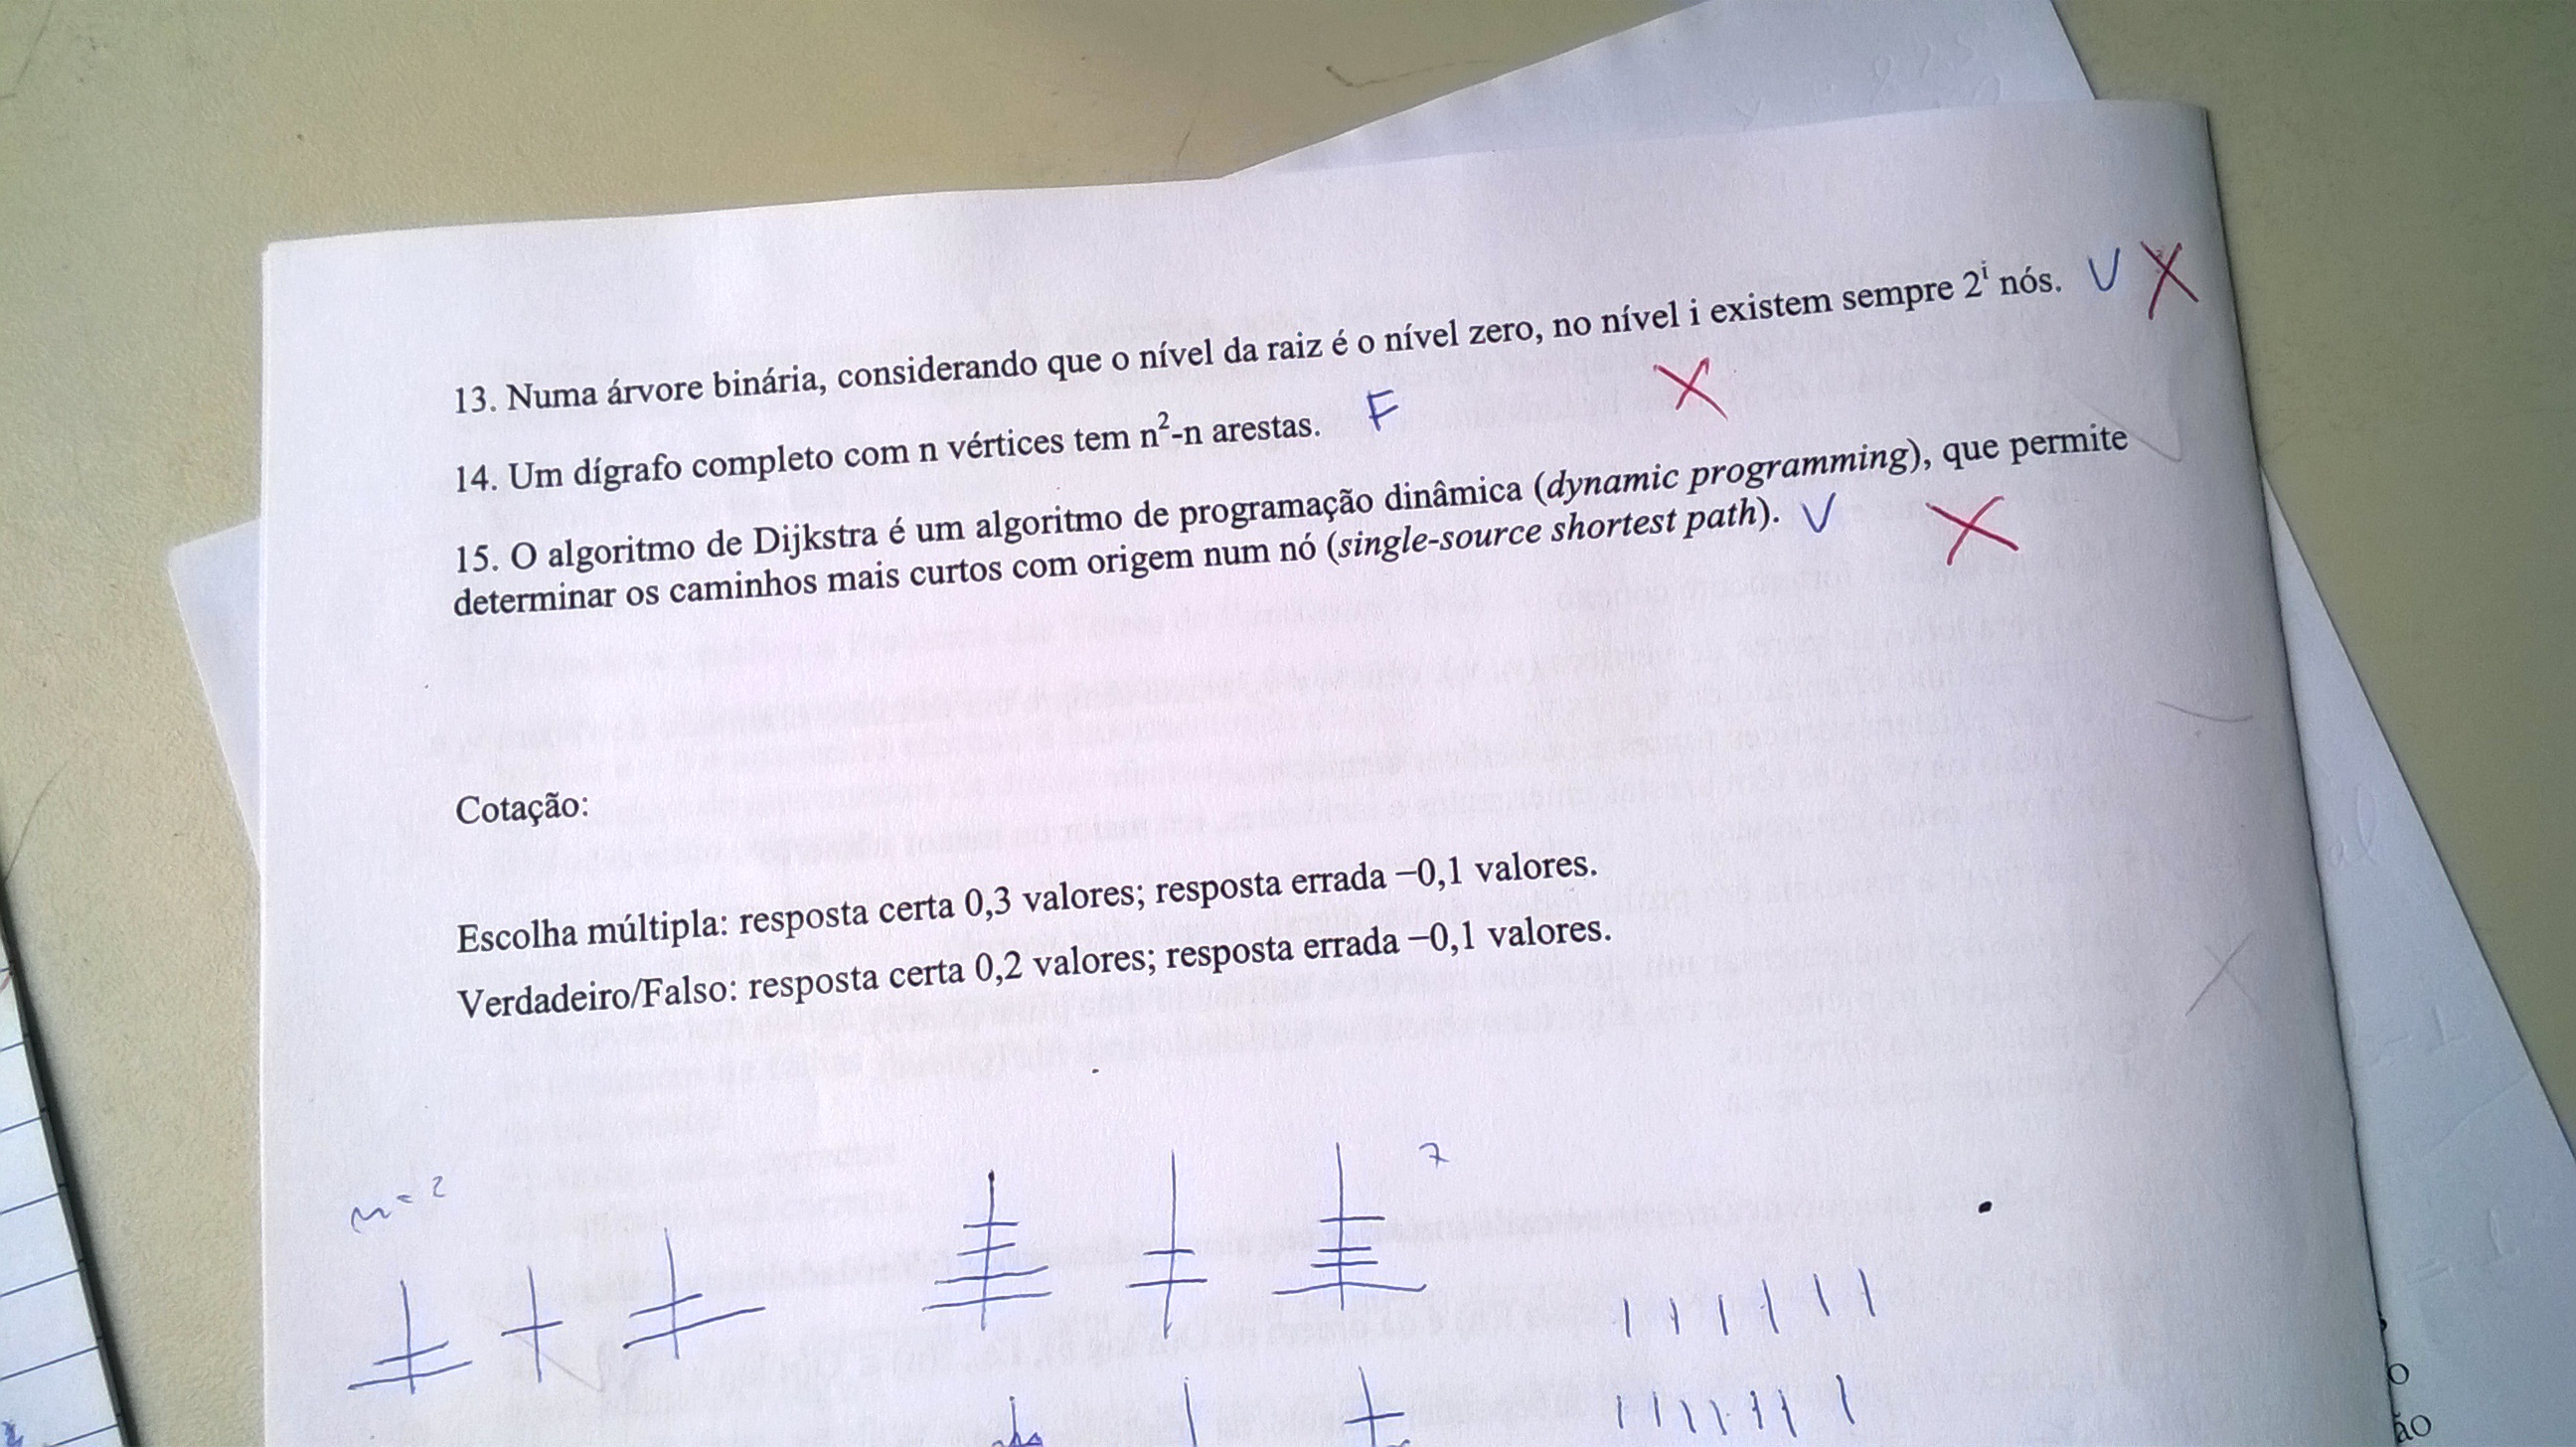 13. Numa árvore binária, considerando que o nível da raiz é o nível zero, no nível i existem sempre 2^i nós. V X
14. Um dígrafo completo com n vértices tem n²-n arestas. F X
15. O algoritmo de Dijkstra é um algoritmo de programação dinâmica (dynamic programming), que permite
determinar os caminhos mais curtos com origem num nó (single-source shortest path). V X
Cotação:
Escolha múltipla: resposta certa 0,3 valores; resposta errada –0,1 valores.
Verdadeiro/Falso: resposta certa 0,2 valores; resposta errada –0,1 valores.
n = 2
7
o
ão